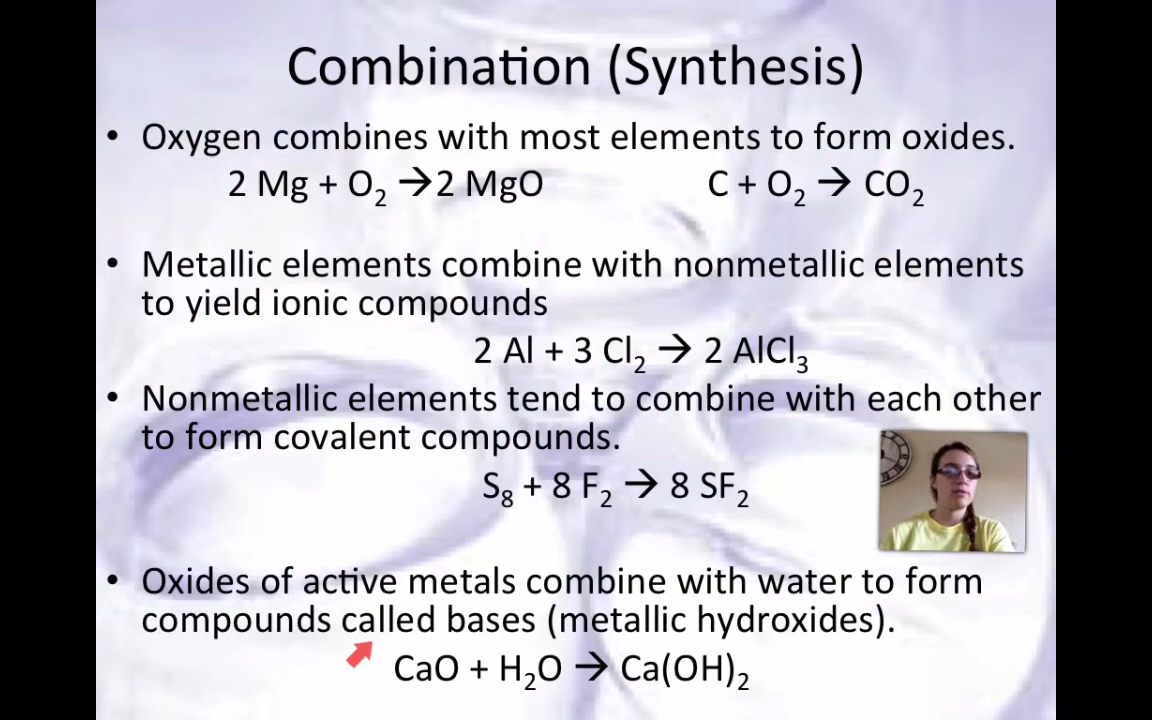 Combination (Synthesis)
• Oxygen combines with most elements to form oxides.
2 Mg + O₂ →2 MgO C + O₂ → CO₂
• Metallic elements combine with nonmetallic elements
to yield ionic compounds
2 Al + 3 Cl₂ → 2 AlCl₃
• Nonmetallic elements tend to combine with each other
to form covalent compounds.
S₈ + 8 F₂ → 8 SF₂
• Oxides of active metals combine with water to form
compounds called bases (metallic hydroxides).
CaO + H₂O → Ca(OH)₂